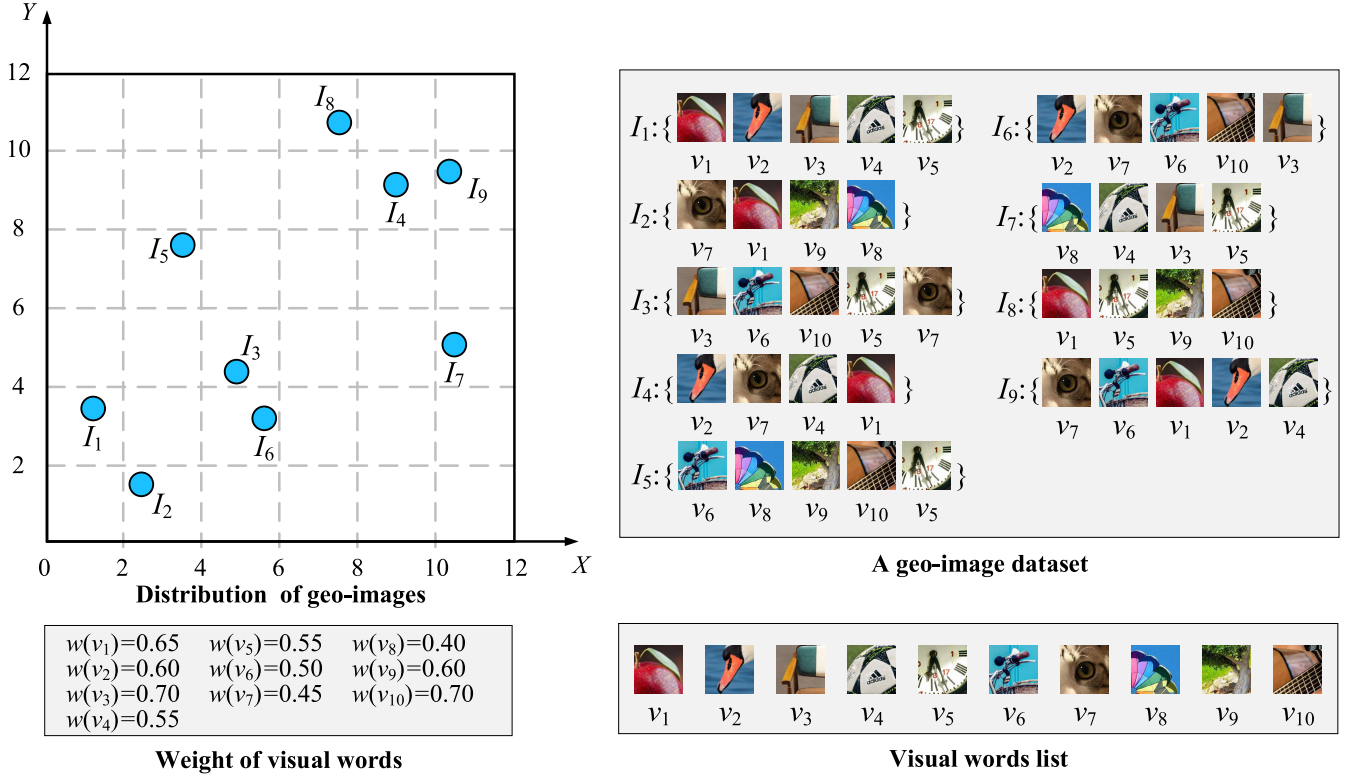 Y
12
10
8
6
4
2
0 2 4 6 8 10 12 X
I8
I9
I4
I5
I3
I7
I1
I6
I2
Distribution of geo-images
w(v1)=0.65 w(v5)=0.55 w(v8)=0.40
w(v2)=0.60 w(v6)=0.50 w(v9)=0.60
w(v3)=0.70 w(v7)=0.45 w(v10)=0.70
w(v4)=0.55
Weight of visual words
I1:{ }
v1 v2 v3 v4 v5
I2:{ }
v7 v1 v9 v8
I3:{ }
v3 v6 v10 v5 v7
I4:{ }
v2 v7 v4 v1
I5:{ }
v6 v8 v9 v10 v5
I6:{ }
v2 v7 v6 v10 v3
I7:{ }
v8 v4 v3 v5
I8:{ }
v1 v5 v9 v10
I9:{ }
v7 v6 v1 v2 v4
A geo-image dataset
v1 v2 v3 v4 v5 v6 v7 v8 v9 v10
Visual words list